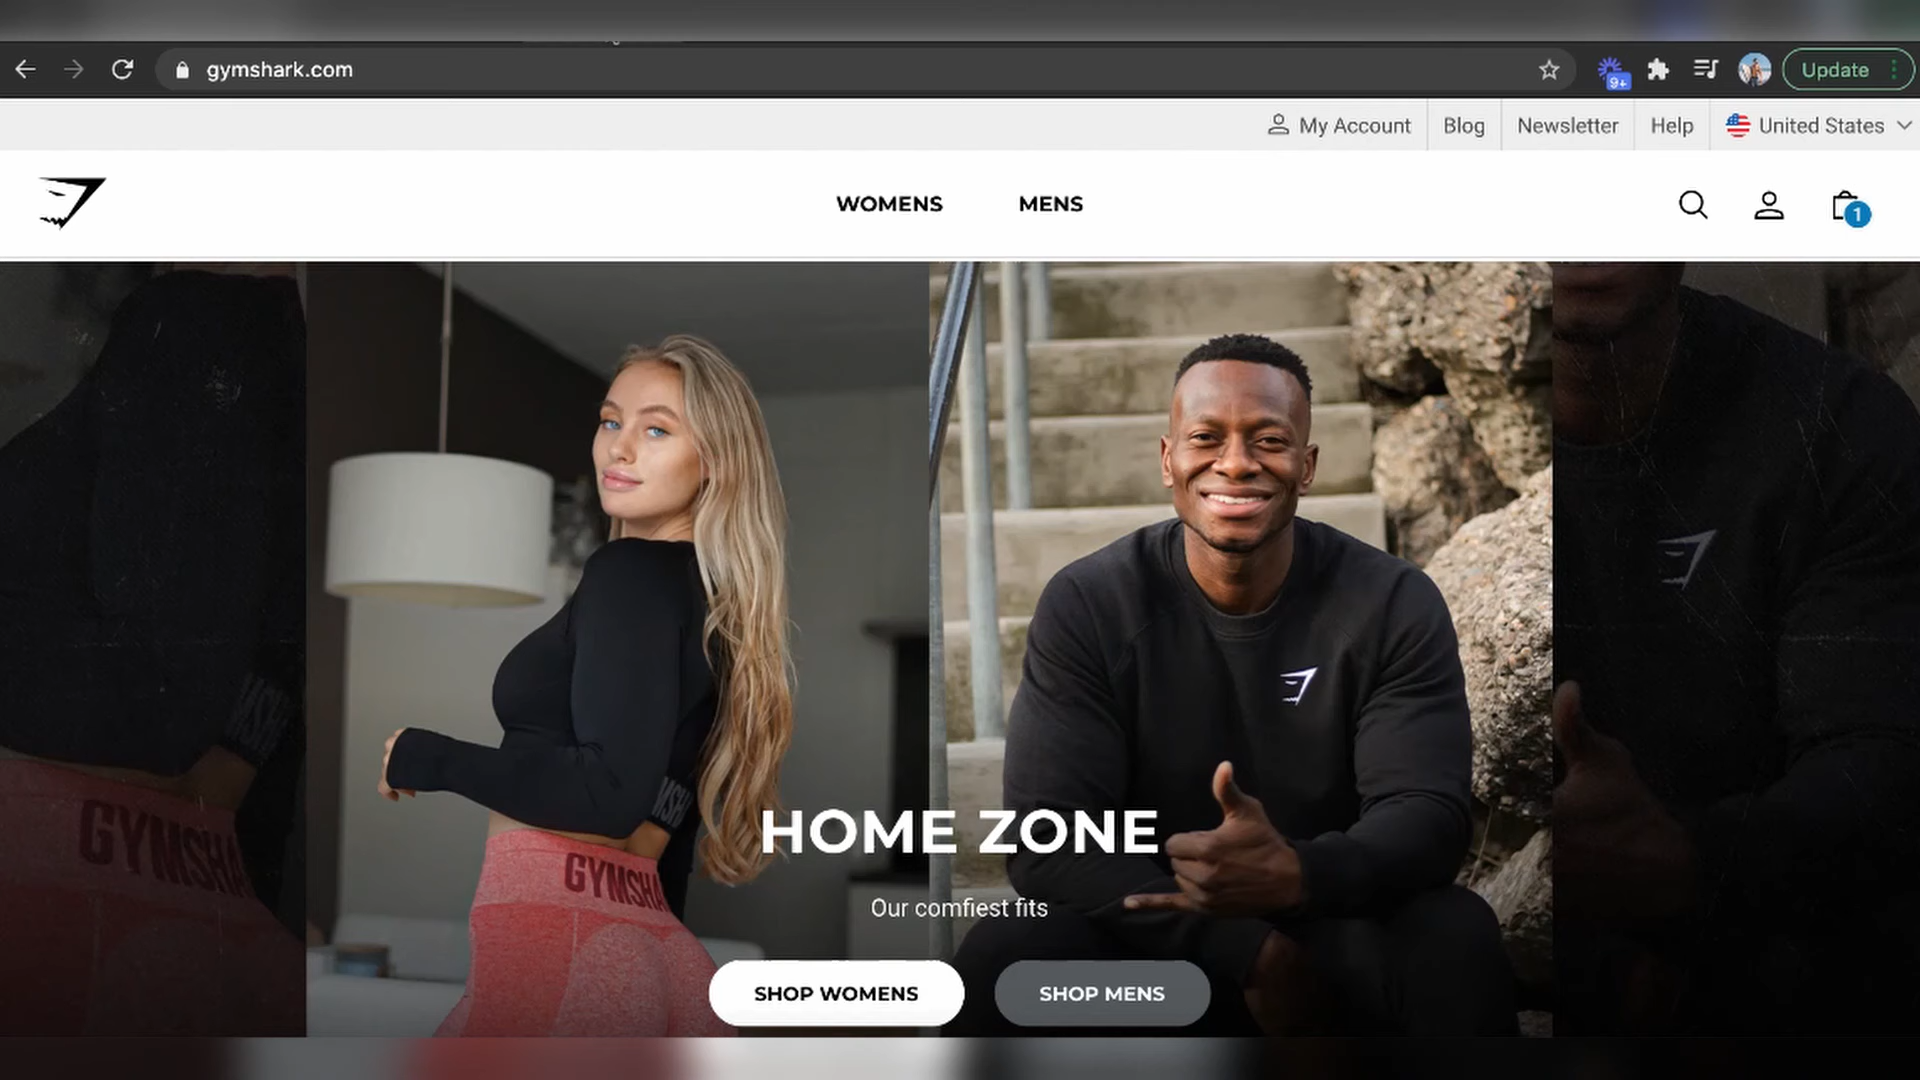 gymshark.com
9+
Update
My Account
Blog
Newsletter
Help
United States
WOMENS
MENS
1
GYMSHA
GYMSHA
HOME ZONE
Our comfiest fits
SHOP WOMENS
SHOP MENS